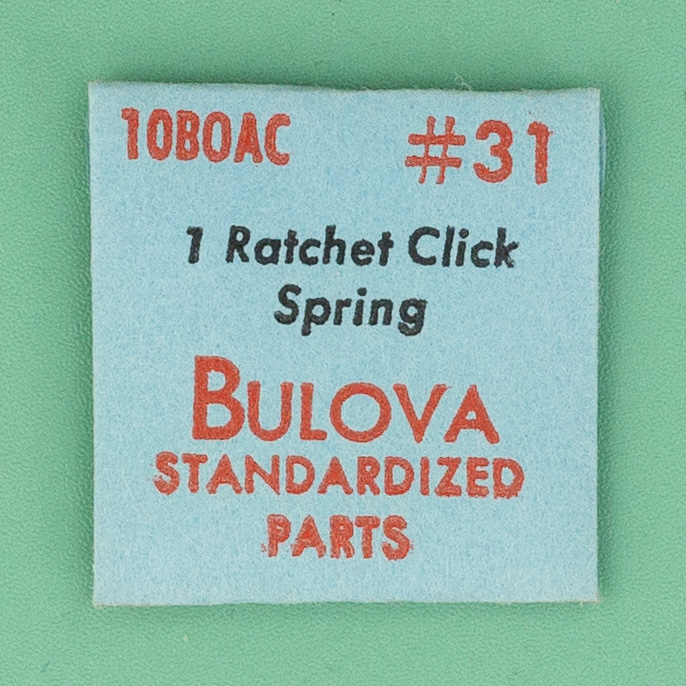 10BOAC #31
1 Ratchet Click
Spring
BULOVA
STANDARDIZED
PARTS